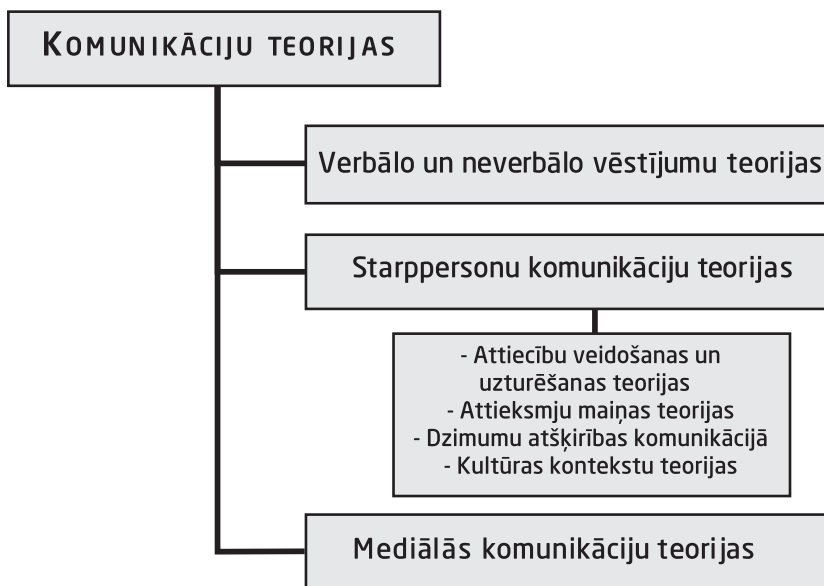 KOMUNIKĀCIJU TEORIJAS
Verbālo un neverbālo vēstījumu teorijas
Starppersonu komunikāciju teorijas
- Attiecību veidošanas un
uzturēšanas teorijas
- Attieksmju maiņas teorijas
- Dzimumu atšķirības komunikācijā
- Kultūras kontekstu teorijas
Mediālās komunikāciju teorijas